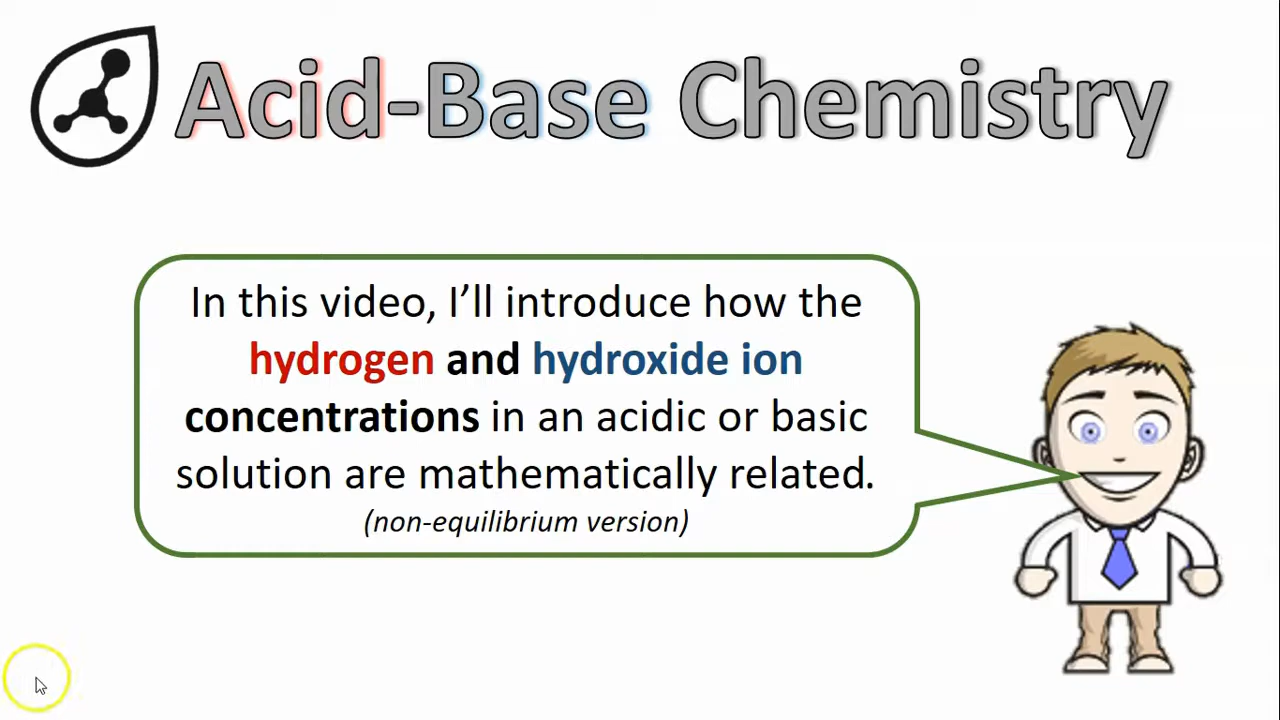 Acid-Base Chemistry
In this video, I’ll introduce how the
hydrogen and hydroxide ion
concentrations in an acidic or basic
solution are mathematically related.
(non-equilibrium version)